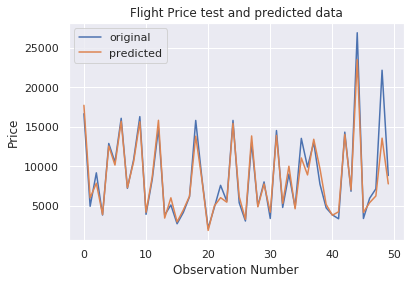 Flight Price test and predicted data
original
predicted
Price
25000
20000
15000
10000
5000
0 10 20 30 40 50
Observation Number